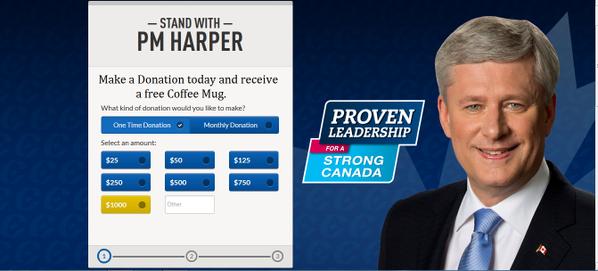 — STAND WITH —
PM HARPER
Make a Donation today and receive
a free Coffee Mug.
What kind of donation would you like to make?
One Time Donation Monthly Donation
Select an amount:
$25 $50 $125
$250 $500 $750
$1000 Other
1 2 3
PROVEN
LEADERSHIP
FOR A
STRONG
CANADA